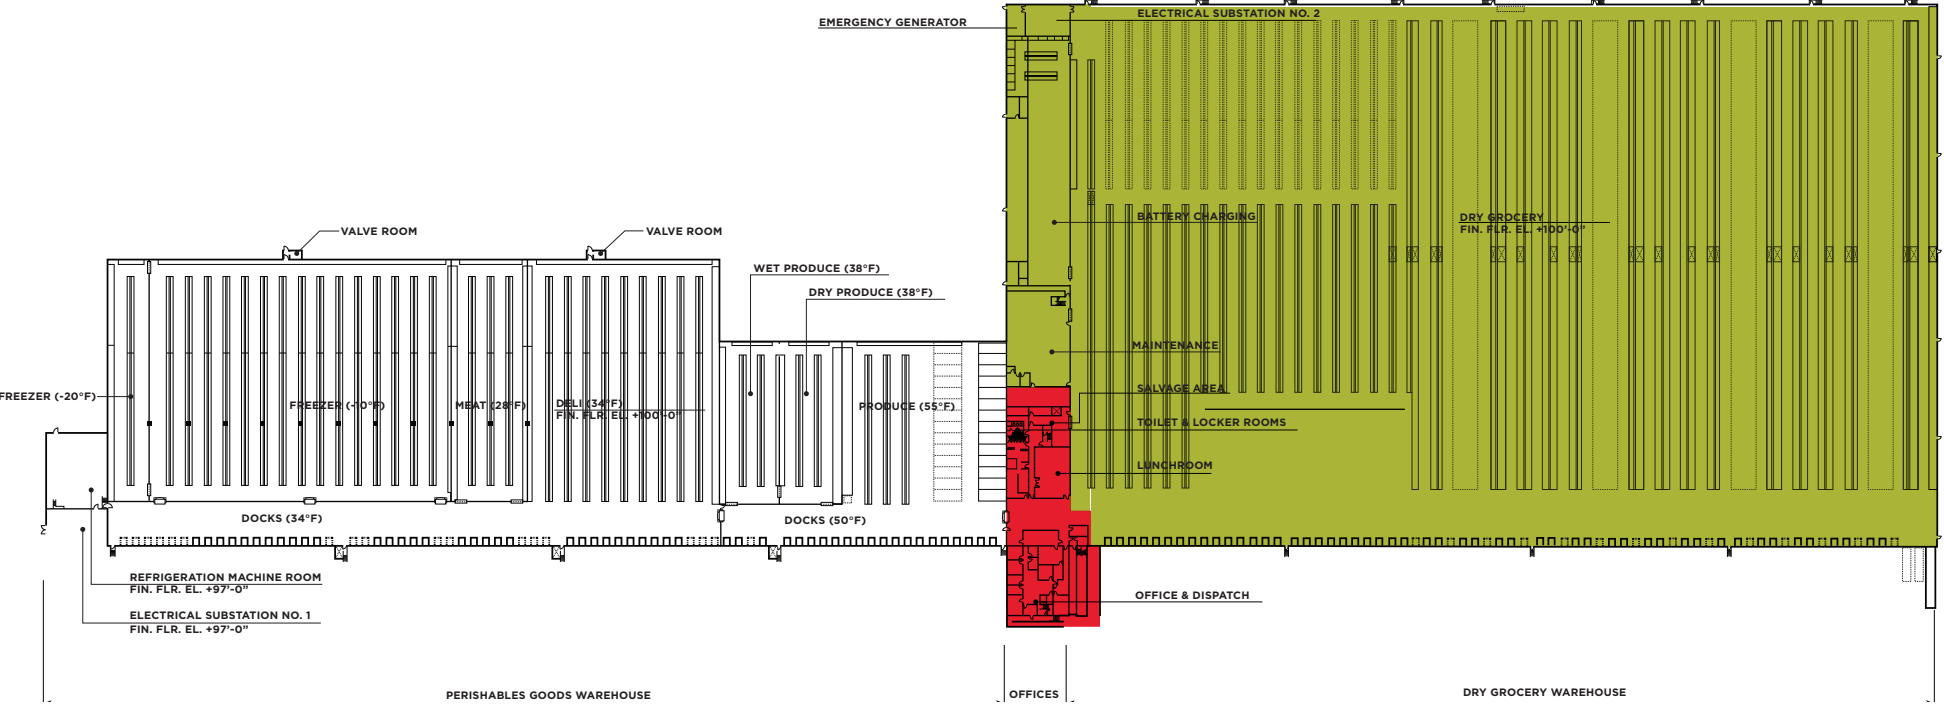 ELECTRICAL SUBSTATION NO. 2
EMERGENCY GENERATOR
BATTERY CHARGING
DRY GROCERY
FIN. FLR. EL. +100'-0"
VALVE ROOM
VALVE ROOM
WET PRODUCE (38°F)
DRY PRODUCE (38°F)
MAINTENANCE
SALVAGE AREA
FREEZER (-20°F)
FREEZER (-10°F)
MEAT (28°F)
DELI (34°F)
FIN. FLR. EL. +100'-0"
PRODUCE (55°F)
TOILET & LOCKER ROOMS
LUNCHROOM
DOCKS (34°F)
DOCKS (50°F)
REFRIGERATION MACHINE ROOM
FIN. FLR. EL. +97'-0"
OFFICE & DISPATCH
ELECTRICAL SUBSTATION NO. 1
FIN. FLR. EL. +97'-0"
PERISHABLES GOODS WAREHOUSE
OFFICES
DRY GROCERY WAREHOUSE